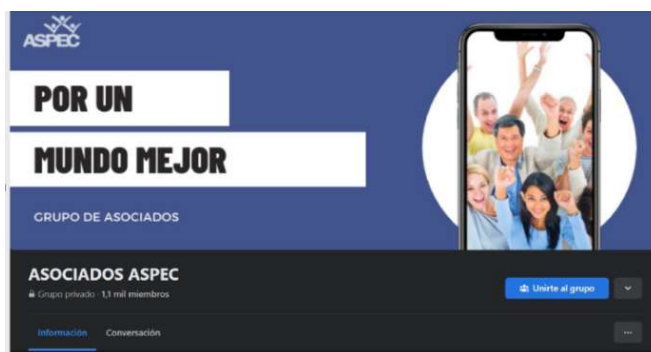 ASPEC
POR UN
MUNDO MEJOR
GRUPO DE ASOCIADOS
ASOCIADOS ASPEC
Grupo privado · 1,1 mil miembros
Unirte al grupo
Información Conversación